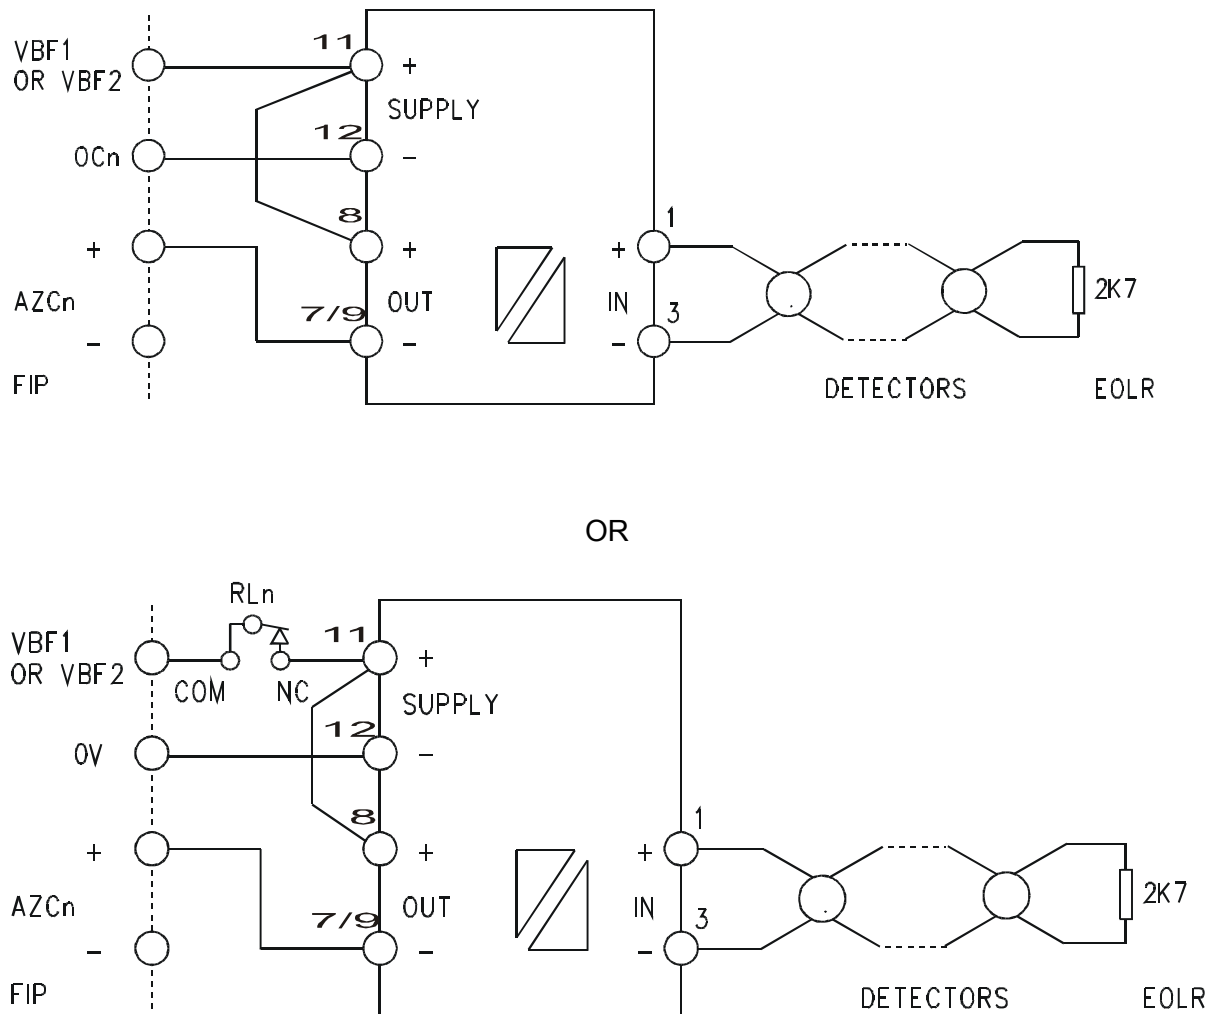 VBF1
OR VBF2
11
+
SUPPLY
OCn
12
-
8
1
+
+
+
AZCn
7/9
OUT
IN
3
2K7
-
-
-
FIP
DETECTORS
EOLR
OR
RLn
VBF1
OR VBF2
11
+
COM
NC
SUPPLY
12
0V
-
8
1
+
+
+
AZCn
7/9
OUT
IN
3
2K7
-
-
-
FIP
DETECTORS
EOLR